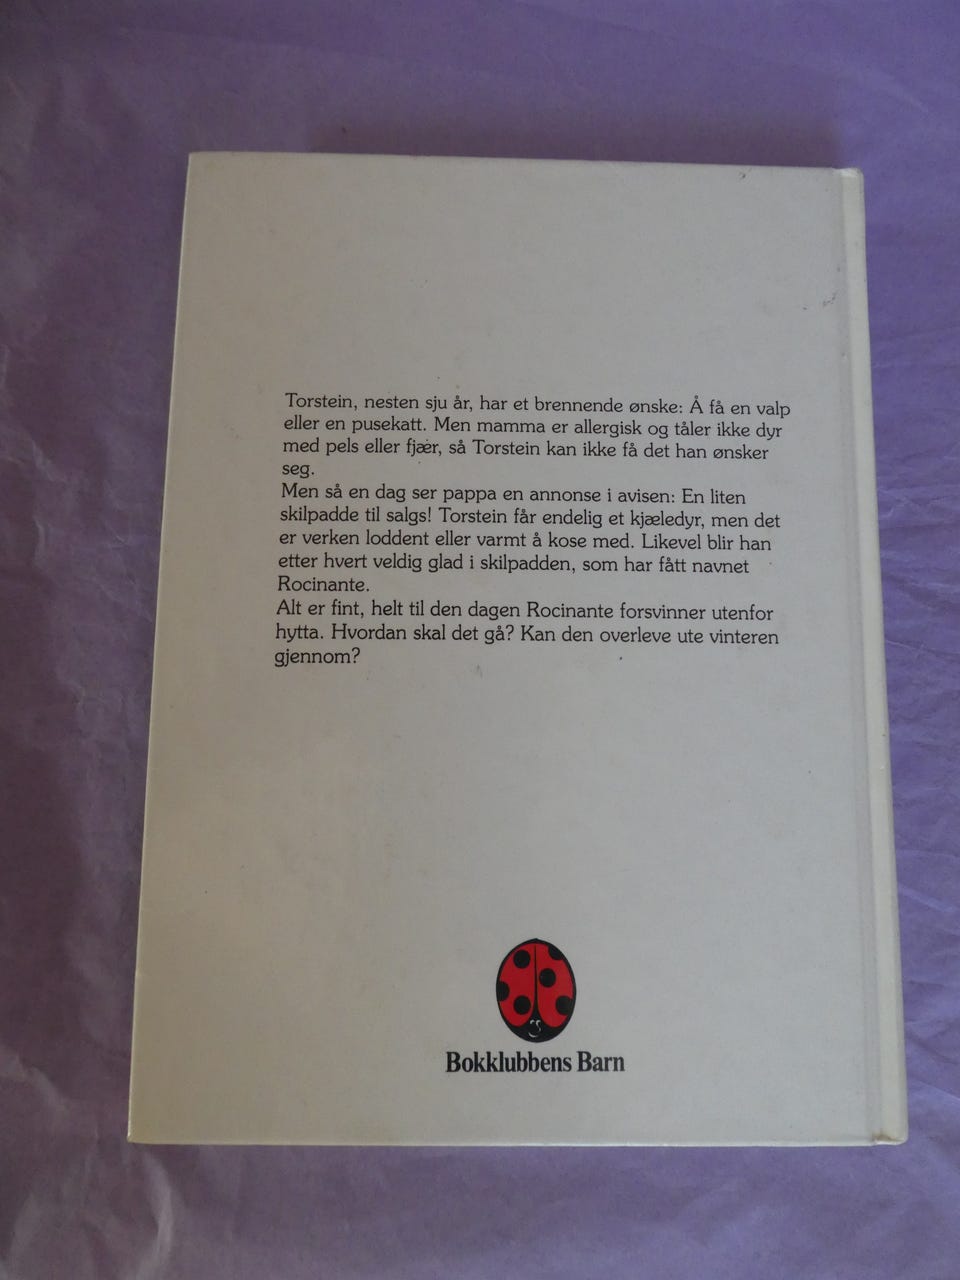 Torstein, nesten sju år, har et brennende ønske: Å få en valp
eller en pusekatt. Men mamma er allergisk og tåler ikke dyr
med pels eller fjær, så Torstein kan ikke få det han ønsker
seg.
Men så en dag ser pappa en annonse i avisen: En liten
skilpadde til salgs! Torstein får endelig et kjæledyr, men det
er verken loddent eller varmt å kose med. Likevel blir han
etter hvert veldig glad i skilpadden, som har fått navnet
Rocinante.
Alt er fint, helt til den dagen Rocinante forsvinner utenfor
hytta. Hvordan skal det gå? Kan den overleve ute vinteren
gjennom?
Bokklubbens Barn